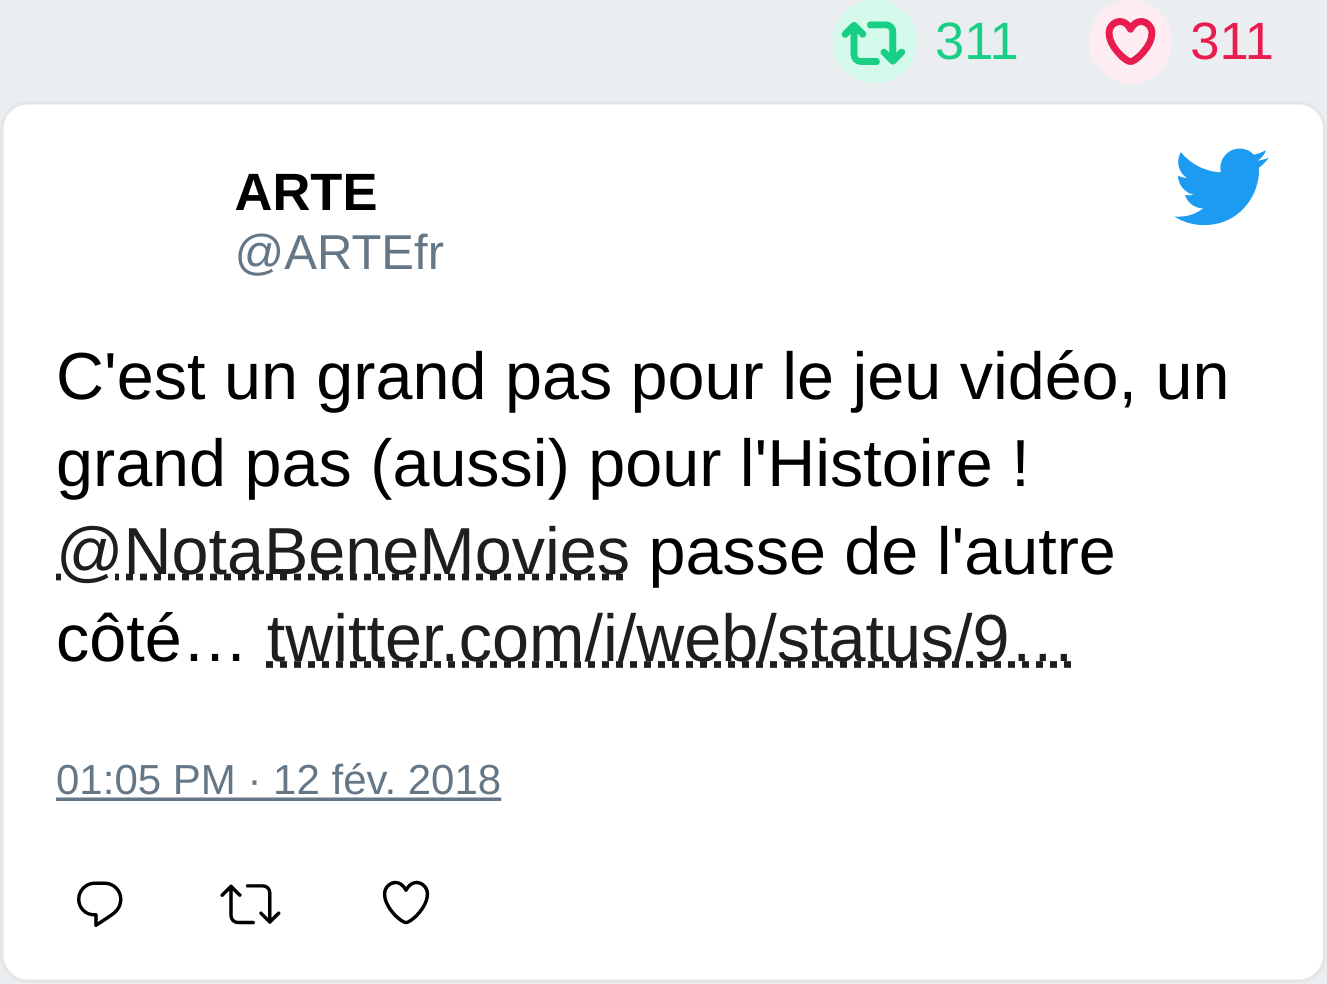 311 311
ARTE
@ARTEfr
C'est un grand pas pour le jeu vidéo, un
grand pas (aussi) pour l'Histoire !
@NotaBeneMovies passe de l'autre
côté… twitter.com/i/web/status/9…
01:05 PM · 12 fév. 2018